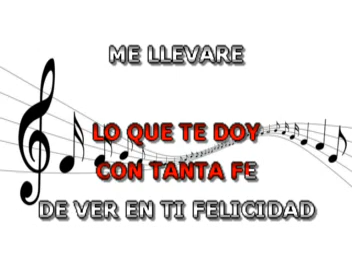 ME LLEVARE
LO QUE TE DOY
CON TANTA FE
DE VER EN TI FELICIDAD